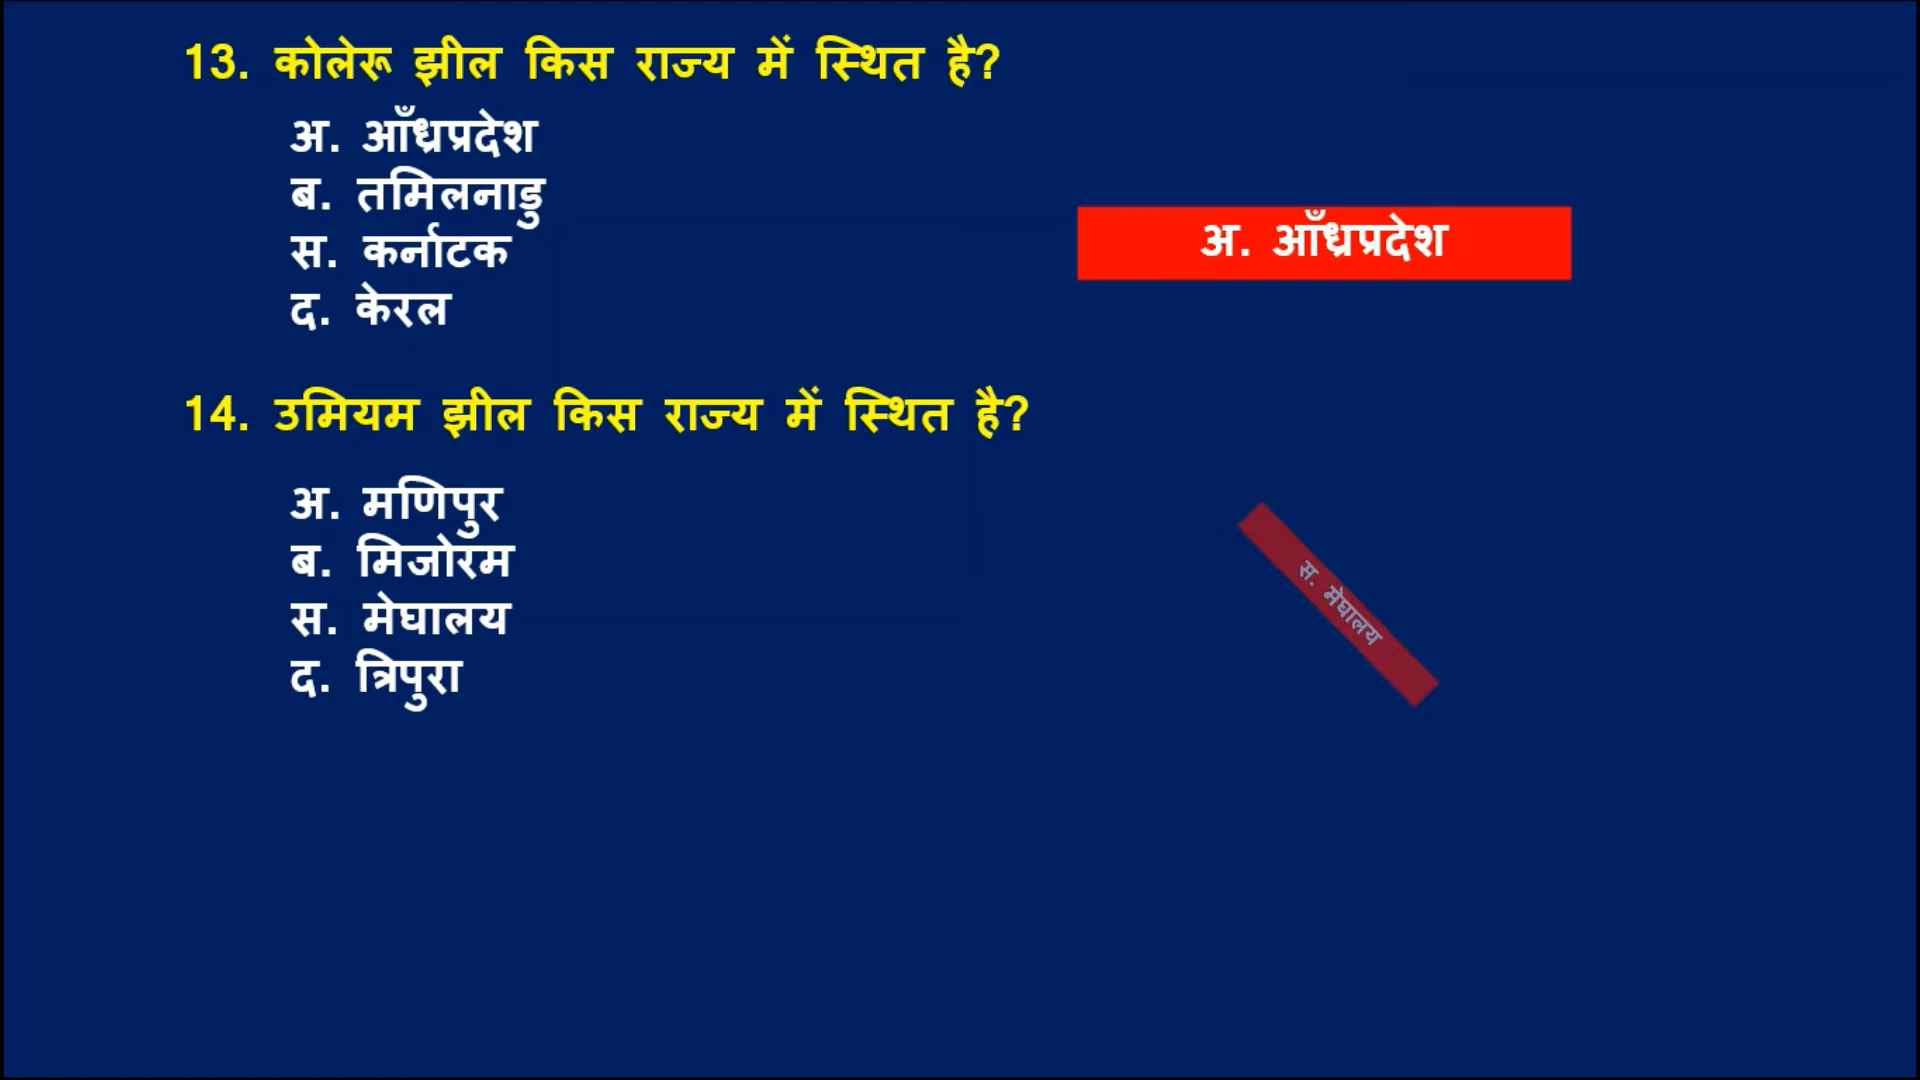 13. कोलेरू झील किस राज्य में स्थित है?
अ. आँध्रप्रदेश
ब. तमिलनाडु
स. कर्नाटक
द. केरल
अ. आँध्रप्रदेश
14. उमियम झील किस राज्य में स्थित है?
अ. मणिपुर
ब. मिजोरम
स. मेघालय
द. त्रिपुरा
स. मेघालय